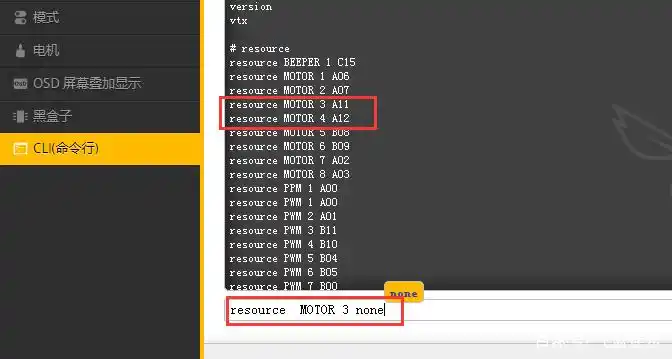 模式
电机
OSD 屏幕叠加显示
黑盒子
CLI(命令行)
version
vtx
# resource
resource BEEPER 1 C15
resource MOTOR 1 A06
resource MOTOR 2 A07
resource MOTOR 3 A11
resource MOTOR 4 A12
resource MOTOR 5 B08
resource MOTOR 6 B09
resource MOTOR 7 A02
resource MOTOR 8 A03
resource PPM 1 A00
resource PWM 1 A00
resource PWM 2 A01
resource PWM 3 B11
resource PWM 4 B10
resource PWM 5 B04
resource PWM 6 B05
resource PWM 7 B00
none
resource  MOTOR 3 none